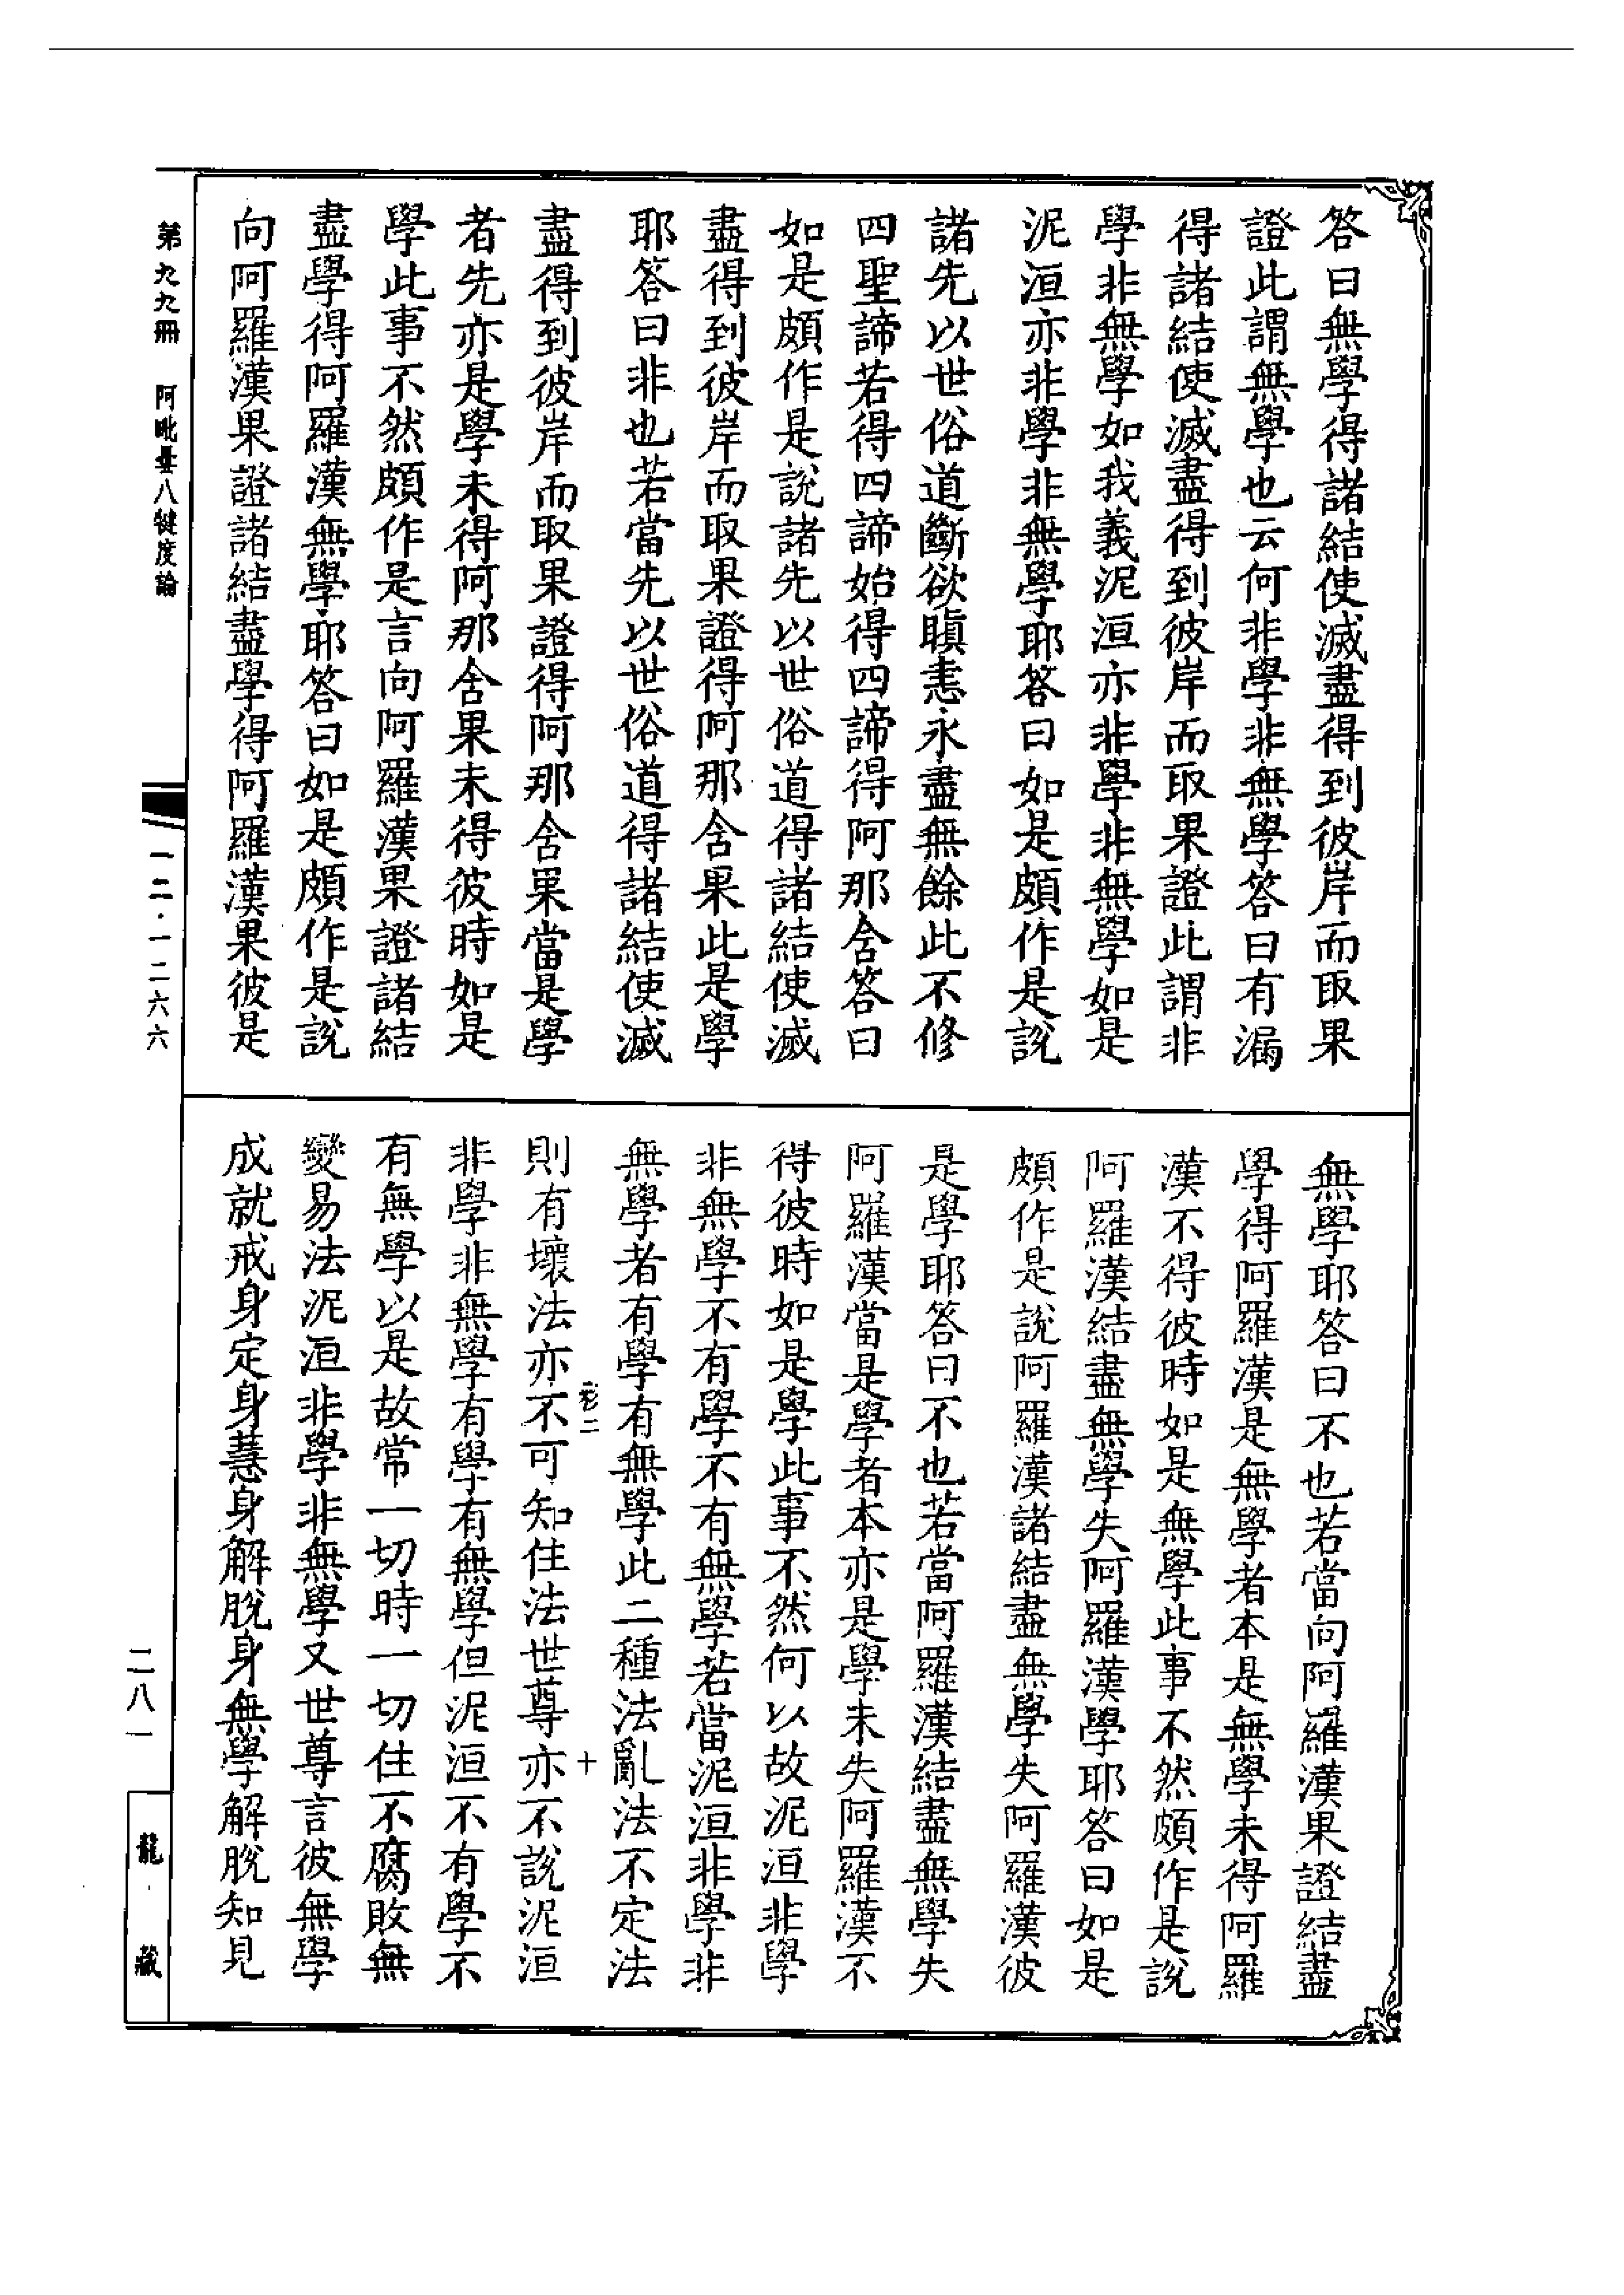 答曰無學得諸結使滅盡得到彼岸而取果
證此謂無學也云何非學非無學答曰有漏
得諸結使滅盡得到彼岸而取果證此謂非
學非無學如我義泥洹亦非學非無學如是
泥洹亦非學非無學耶答曰如是頗作是說
諸先以世俗道斷欲瞋恚永盡無餘此不修
四聖諦若得四諦始得四諦得阿那含答曰
如是頗作是說諸先以世俗道得諸結使滅
盡得到彼岸而取果證得阿那含果此是學
耶答曰非也若當先以世俗道得諸結使滅
盡得到彼岸而取果證得阿那含果當是學
者先亦是學未得阿那含果未得彼時如是
學此事不然頗作是言向阿羅漢果證諸結
盡學得阿羅漢無學耶答曰如是頗作是說
向阿羅漢果證諸結盡學得阿羅漢果彼是
無學耶答曰不也若當向阿羅漢果證結盡
學得阿羅漢是無學者本是無學未得阿羅
漢不得彼時如是無學此事不然頗作是說
阿羅漢結盡無學失阿羅漢學耶答曰如是
頗作是說阿羅漢諸結盡無學失阿羅漢彼
是學耶答曰不也若當阿羅漢結盡無學失
阿羅漢當是學者本亦是學未失阿羅漢不
得彼時如是學此事不然何以故泥洹非學
非無學不有學不有無學若當泥洹非學非
無學者有學有無學此二種法亂法不定法
則有壞法亦不可知住法世尊亦不說泥洹
非學非無學有學有無學但泥洹不有學不
有無學以是故常一切時一切住不腐敗無
變易法泥洹非學非無學又世尊言彼無學
成就戒身定身慧身解脫身無學解脫知見
二
十
第九九冊 阿毗曇八犍度論
一二·一二六六
二八一
龍藏